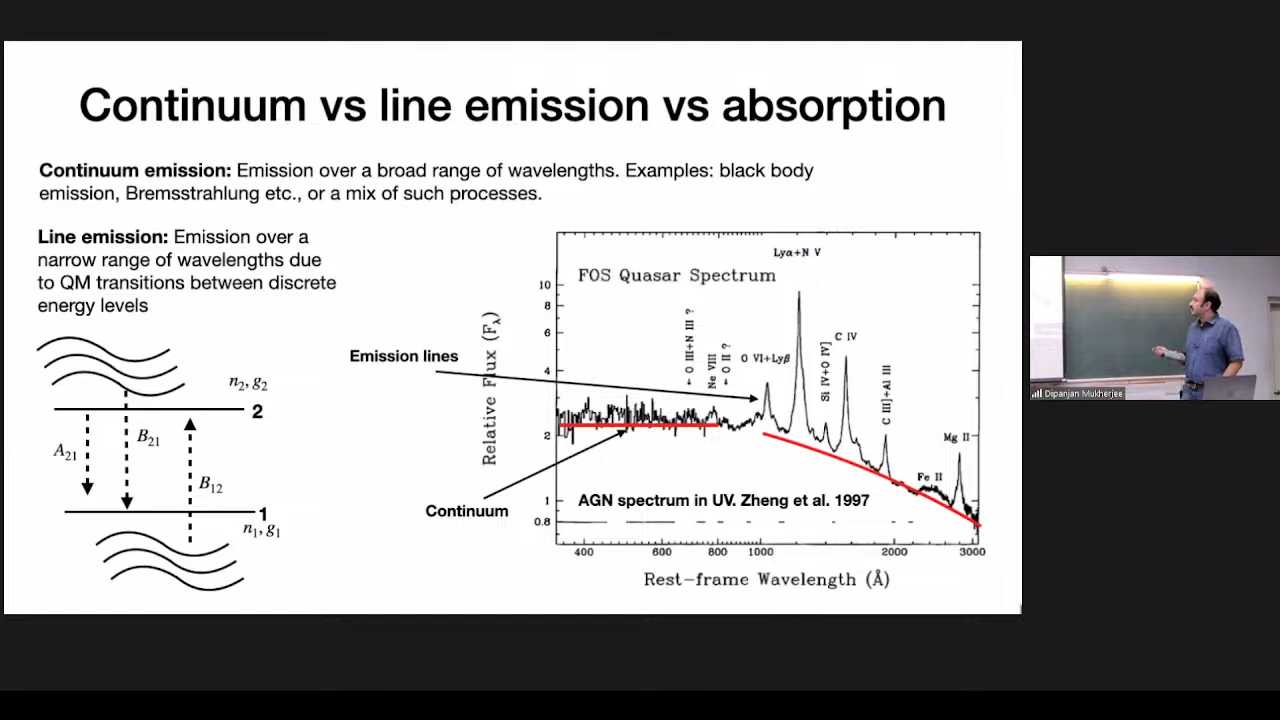 Continuum vs line emission vs absorption
Continuum emission: Emission over a broad range of wavelengths. Examples: black body
emission, Bremsstrahlung etc., or a mix of such processes.
Line emission: Emission over a
narrow range of wavelengths due
to QM transitions between discrete
energy levels
n₂, g₂
2
A₂₁
B₂₁
B₁₂
1
n₁, g₁
Emission lines
Continuum
FOS Quasar Spectrum
Lyα+N V
← O III+N III ?
Ne VIII
← O II ?
O VI+Lyβ
Si IV+O IV]
C IV
C III]+Al III
Fe II
Mg II
AGN spectrum in UV. Zheng et al. 1997
Relative Flux (Fλ)
10
8
6
4
2
1
0.8
400
600
800
1000
2000
3000
Rest-frame Wavelength (Å)
Dipanjan Mukherjee